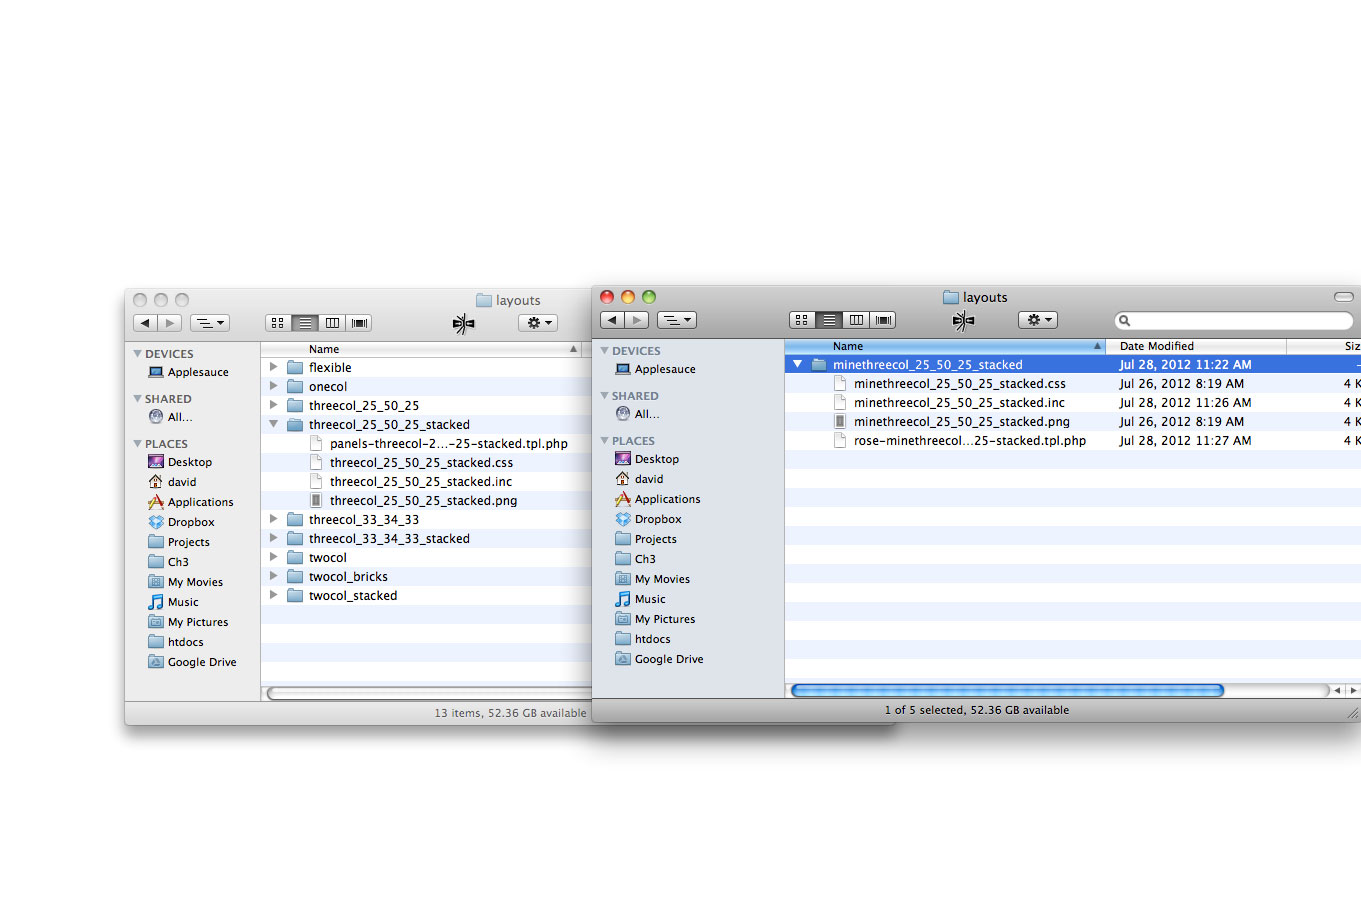 layouts
DEVICES
Applesauce
SHARED
All...
PLACES
Desktop
david
Applications
Dropbox
Projects
Ch3
My Movies
Music
My Pictures
htdocs
Google Drive
Name
flexible
onecol
threecol_25_50_25
threecol_25_50_25_stacked
panels-threecol-2...-25-stacked.tpl.php
threecol_25_50_25_stacked.css
threecol_25_50_25_stacked.inc
threecol_25_50_25_stacked.png
threecol_33_34_33
threecol_33_34_33_stacked
twocol
twocol_bricks
twocol_stacked
13 items, 52.36 GB available
layouts
DEVICES
Applesauce
SHARED
All...
PLACES
Desktop
david
Applications
Dropbox
Projects
Ch3
My Movies
Music
My Pictures
htdocs
Google Drive
Name Date Modified Siz
minethreecol_25_50_25_stacked Jul 28, 2012 11:22 AM
minethreecol_25_50_25_stacked.css Jul 26, 2012 8:19 AM 4 K
minethreecol_25_50_25_stacked.inc Jul 28, 2012 11:26 AM 4 K
minethreecol_25_50_25_stacked.png Jul 26, 2012 8:19 AM 4 K
rose-minethreecol...25-stacked.tpl.php Jul 28, 2012 11:27 AM 4 K
1 of 5 selected, 52.36 GB available